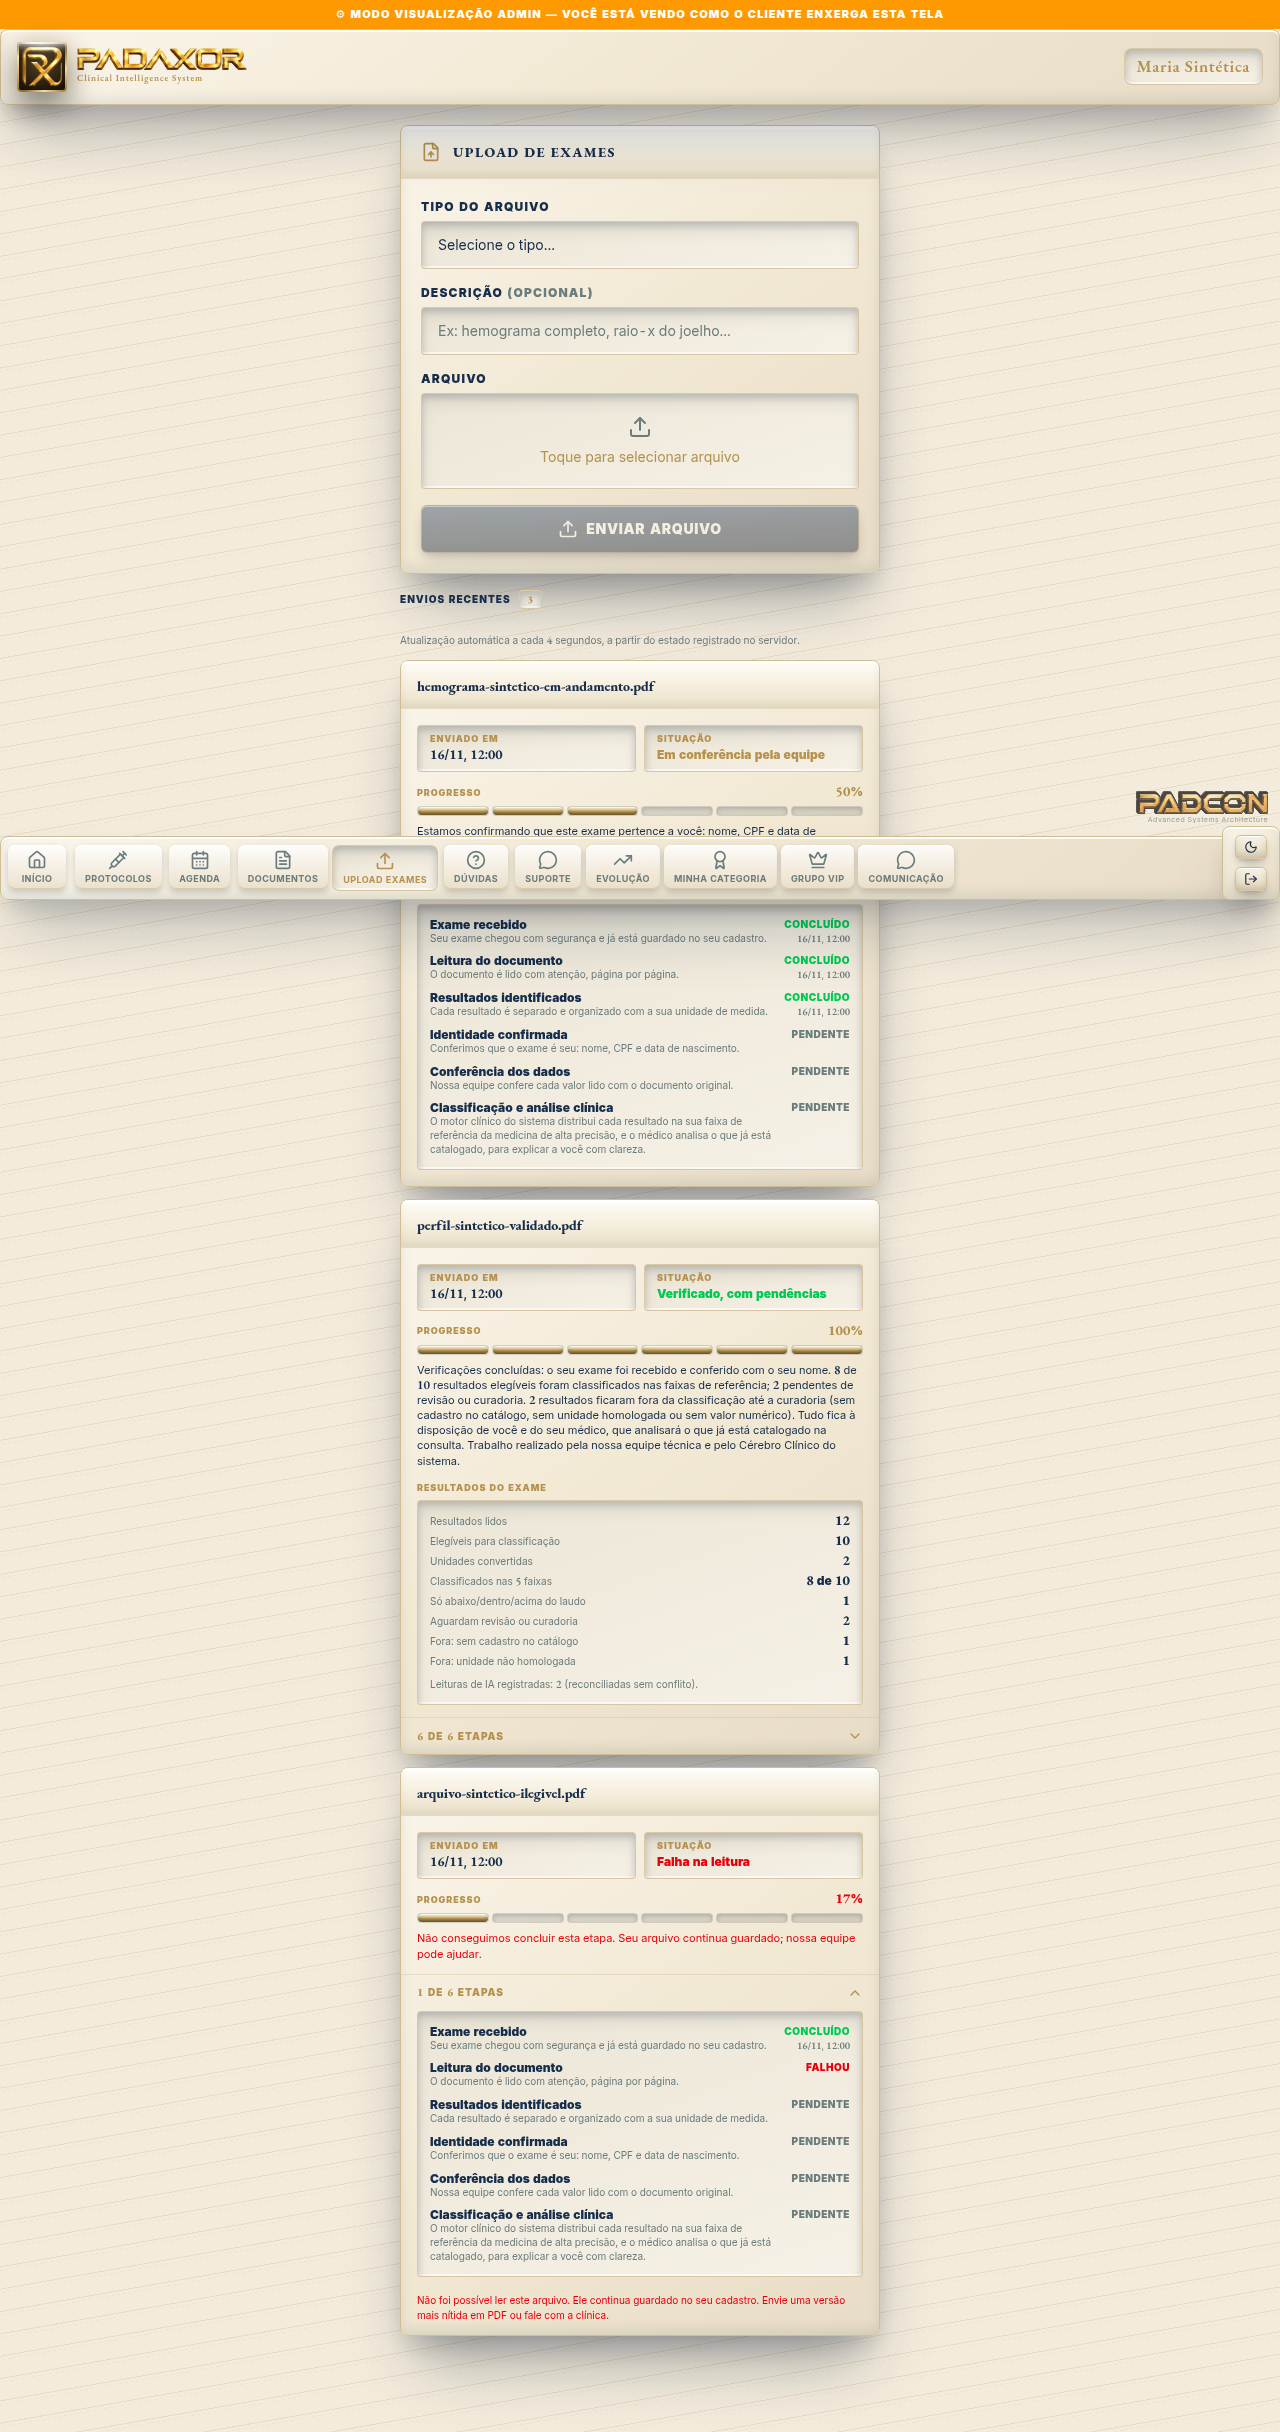 ⚙ MODO VISUALIZAÇÃO ADMIN — VOCÊ ESTÁ VENDO COMO O CLIENTE ENXERGA ESTA TELA
PADAXOR
Clinical Intelligence System
Maria Sintética
UPLOAD DE EXAMES
TIPO DO ARQUIVO
Selecione o tipo...
DESCRIÇÃO (OPCIONAL)
Ex: hemograma completo, raio-x do joelho...
ARQUIVO
Toque para selecionar arquivo
ENVIAR ARQUIVO
ENVIOS RECENTES 3
Atualização automática a cada 4 segundos, a partir do estado registrado no servidor.
hemograma-sintetico-em-andamento.pdf
ENVIADO EM
16/11, 12:00
SITUAÇÃO
Em conferência pela equipe
PROGRESSO 50%
Estamos confirmando que este exame pertence a você: nome, CPF e data de
PADCON
Advanced Systems Architecture
INÍCIO
PROTOCOLOS
AGENDA
DOCUMENTOS
UPLOAD EXAMES
DÚVIDAS
SUPORTE
EVOLUÇÃO
MINHA CATEGORIA
GRUPO VIP
COMUNICAÇÃO
Exame recebido CONCLUÍDO
Seu exame chegou com segurança e já está guardado no seu cadastro. 16/11, 12:00
Leitura do documento CONCLUÍDO
O documento é lido com atenção, página por página. 16/11, 12:00
Resultados identificados CONCLUÍDO
Cada resultado é separado e organizado com a sua unidade de medida. 16/11, 12:00
Identidade confirmada PENDENTE
Conferimos que o exame é seu: nome, CPF e data de nascimento.
Conferência dos dados PENDENTE
Nossa equipe confere cada valor lido com o documento original.
Classificação e análise clínica PENDENTE
O motor clínico do sistema distribui cada resultado na sua faixa de
referência da medicina de alta precisão, e o médico analisa o que já está
catalogado, para explicar a você com clareza.
perfil-sintetico-validado.pdf
ENVIADO EM
16/11, 12:00
SITUAÇÃO
Verificado, com pendências
PROGRESSO 100%
Verificações concluídas: o seu exame foi recebido e conferido com o seu nome. 8 de
10 resultados elegíveis foram classificados nas faixas de referência; 2 pendentes de
revisão ou curadoria. 2 resultados ficaram fora da classificação até a curadoria (sem
cadastro no catálogo, sem unidade homologada ou sem valor numérico). Tudo fica à
disposição de você e do seu médico, que analisará o que já está catalogado na
consulta. Trabalho realizado pela nossa equipe técnica e pelo Cérebro Clínico do
sistema.
RESULTADOS DO EXAME
Resultados lidos 12
Elegíveis para classificação 10
Unidades convertidas 2
Classificados nas 5 faixas 8 de 10
Só abaixo/dentro/acima do laudo 1
Aguardam revisão ou curadoria 2
Fora: sem cadastro no catálogo 1
Fora: unidade não homologada 1
Leituras de IA registradas: 2 (reconciliadas sem conflito).
6 DE 6 ETAPAS
arquivo-sintetico-ilegivel.pdf
ENVIADO EM
16/11, 12:00
SITUAÇÃO
Falha na leitura
PROGRESSO 17%
Não conseguimos concluir esta etapa. Seu arquivo continua guardado; nossa equipe
pode ajudar.
1 DE 6 ETAPAS
Exame recebido CONCLUÍDO
Seu exame chegou com segurança e já está guardado no seu cadastro. 16/11, 12:00
Leitura do documento FALHOU
O documento é lido com atenção, página por página.
Resultados identificados PENDENTE
Cada resultado é separado e organizado com a sua unidade de medida.
Identidade confirmada PENDENTE
Conferimos que o exame é seu: nome, CPF e data de nascimento.
Conferência dos dados PENDENTE
Nossa equipe confere cada valor lido com o documento original.
Classificação e análise clínica PENDENTE
O motor clínico do sistema distribui cada resultado na sua faixa de
referência da medicina de alta precisão, e o médico analisa o que já está
catalogado, para explicar a você com clareza.
Não foi possível ler este arquivo. Ele continua guardado no seu cadastro. Envie uma versão
mais nítida em PDF ou fale com a clínica.